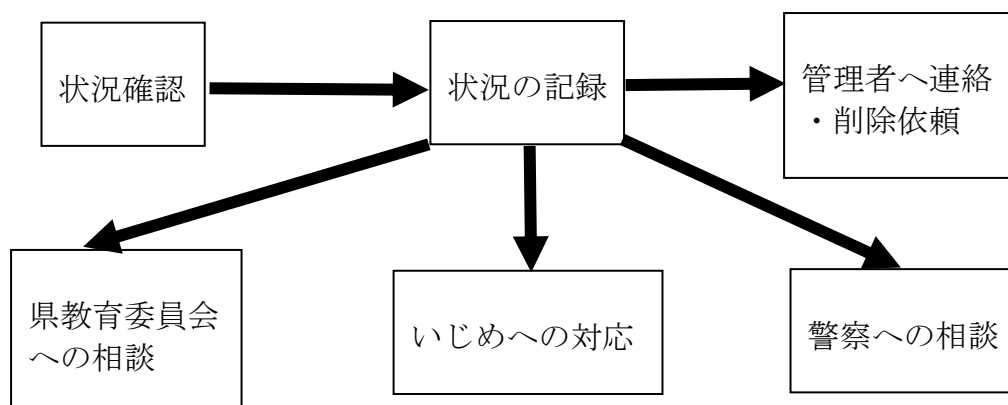 状況確認
状況の記録
管理者へ連絡
・削除依頼
県教育委員会
への相談
いじめへの対応
警察への相談